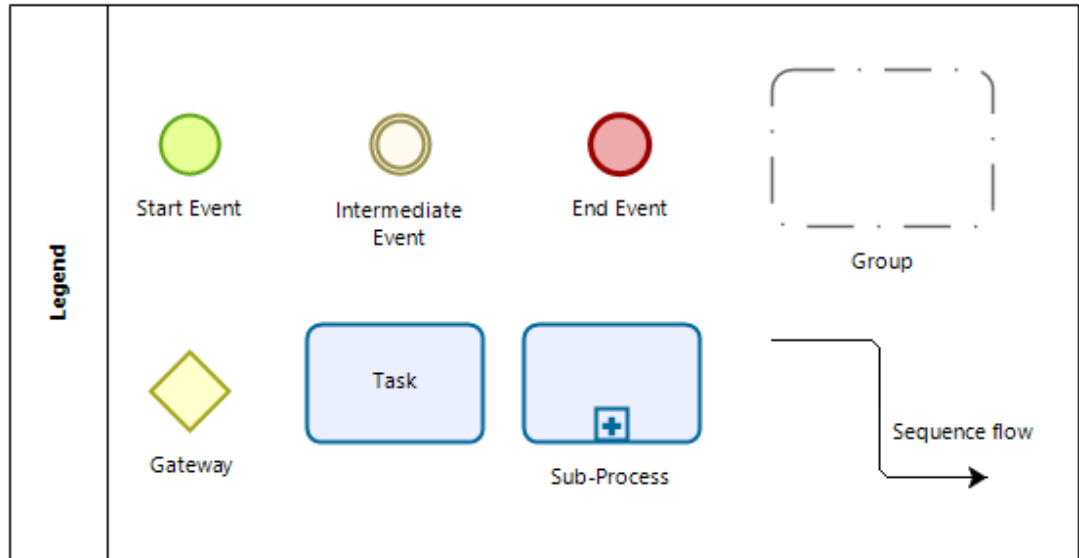 Legend
Start Event
Intermediate
Event
End Event
Group
Gateway
Task
Sub-Process
Sequence flow